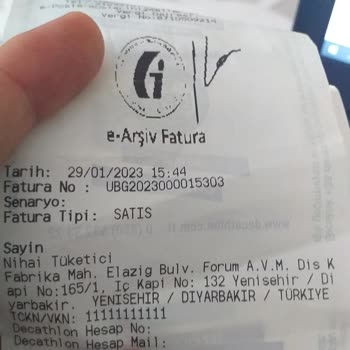 e-Arşiv Fatura
Tarih: 29/01/2023 15:44
Fatura No : UBG2023000015303
Senaryo:
Fatura Tipi: SATIS
Sayin
Nihai Tüketici
Fabrika Mah. Elazig Bulv. Forum A.V.M. Dis K
api No:165/1, Iç Kapi No: 132 Yenisehir / Di
yarbakir. YENISEHIR / DIYARBAKIR / TÜRKIYE
TCKN/VKN: 11111111111
Decathlon Hesap No:
Decathlon Hesap Mail: